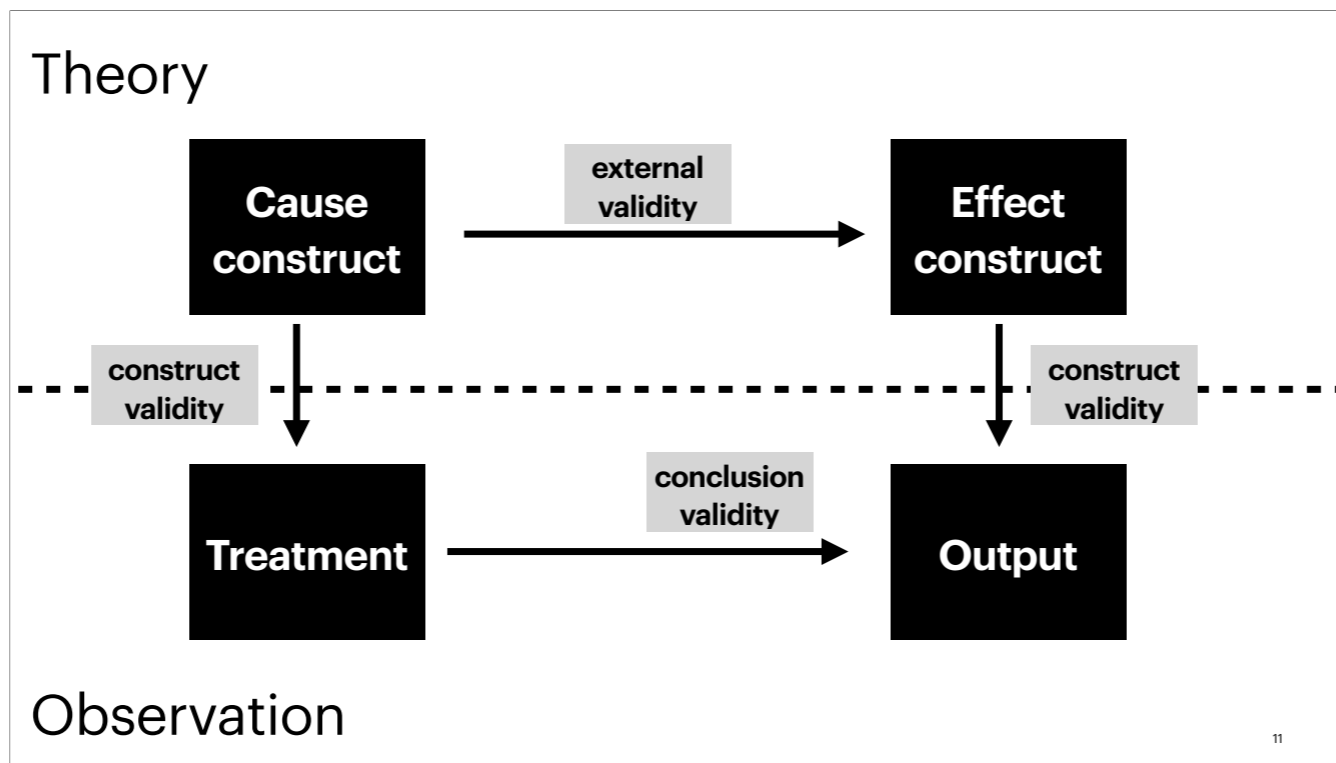 Theory
external
validity
Cause
construct
Effect
construct
construct
validity
construct
validity
conclusion
validity
Treatment
Output
Observation
11